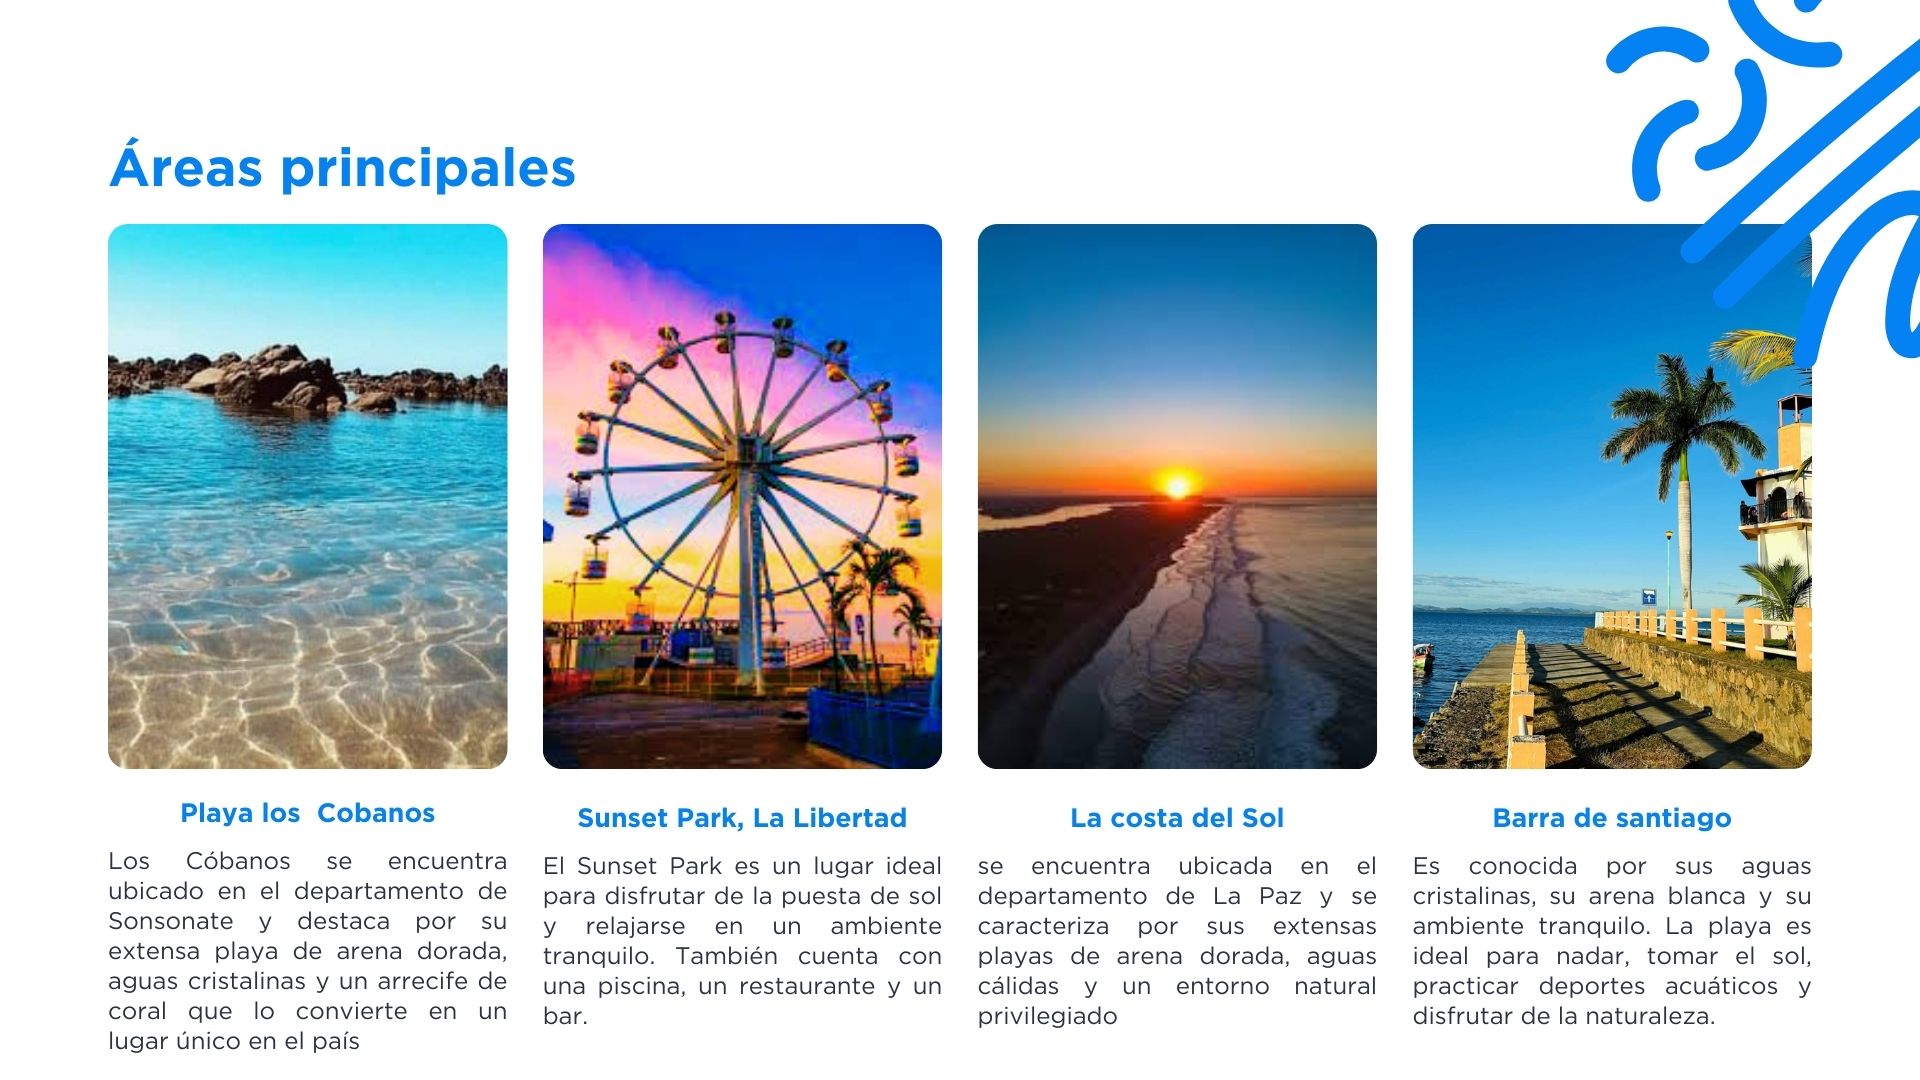 Áreas principales
Playa los  Cobanos
Los Cóbanos se encuentra
ubicado en el departamento de
Sonsonate y destaca por su
extensa playa de arena dorada,
aguas cristalinas y un arrecife de
coral que lo convierte en un
lugar único en el país
Sunset Park, La Libertad
El Sunset Park es un lugar ideal
para disfrutar de la puesta de sol
y relajarse en un ambiente
tranquilo. También cuenta con
una piscina, un restaurante y un
bar.
La costa del Sol
se encuentra ubicada en el
departamento de La Paz y se
caracteriza por sus extensas
playas de arena dorada, aguas
cálidas y un entorno natural
privilegiado
Barra de santiago
Es conocida por sus aguas
cristalinas, su arena blanca y su
ambiente tranquilo. La playa es
ideal para nadar, tomar el sol,
practicar deportes acuáticos y
disfrutar de la naturaleza.